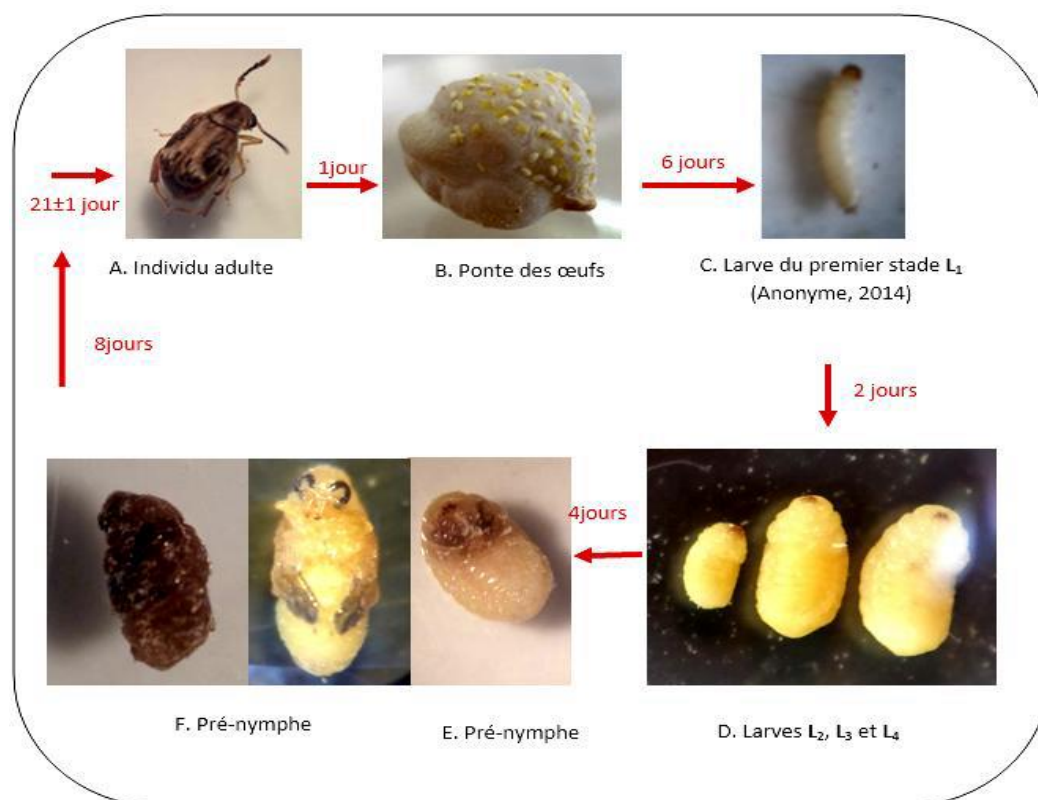 1jour
6 jours
21±1 jour
A. Individu adulte
B. Ponte des œufs
C. Larve du premier stade L₁
(Anonyme, 2014)
8jours
2 jours
4jours
F. Pré-nymphe
E. Pré-nymphe
D. Larves L₂, L₃ et L₄